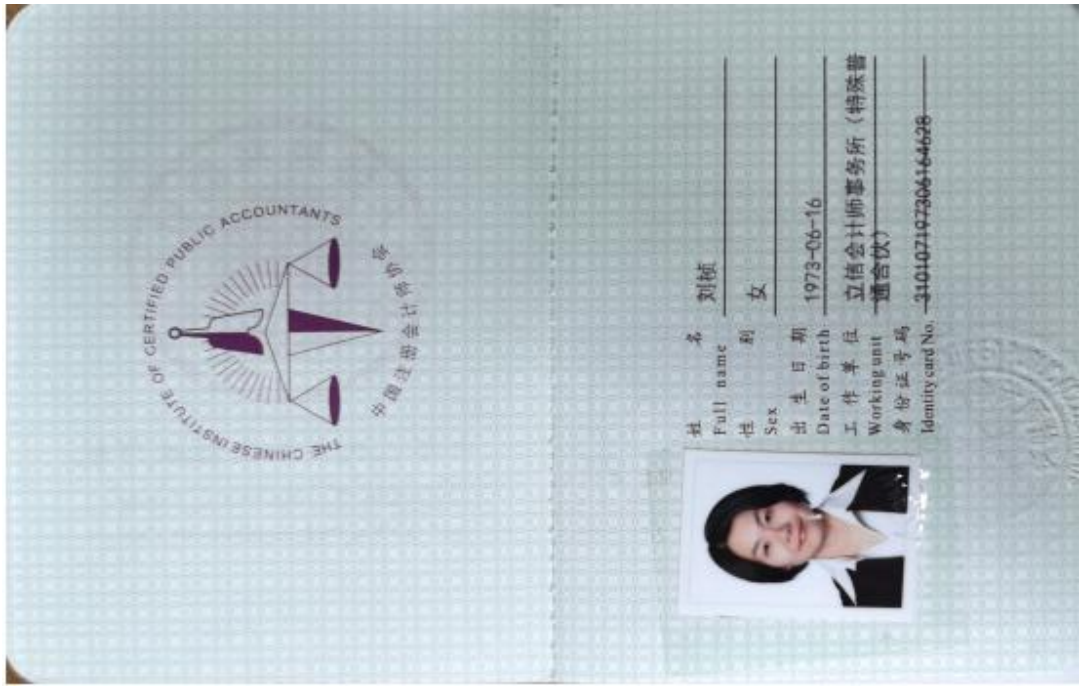 THE CHINESE INSTITUTE OF CERTIFIED PUBLIC ACCOUNTANTS
中国注册会计师协会
姓名 刘桢
Full name
性别 女
Sex
出生日期 1973-06-16
Date of birth
工作单位 立信会计师事务所（特殊普
Working unit 通合伙）
身份证号码
Identity card No. 310107197306164628